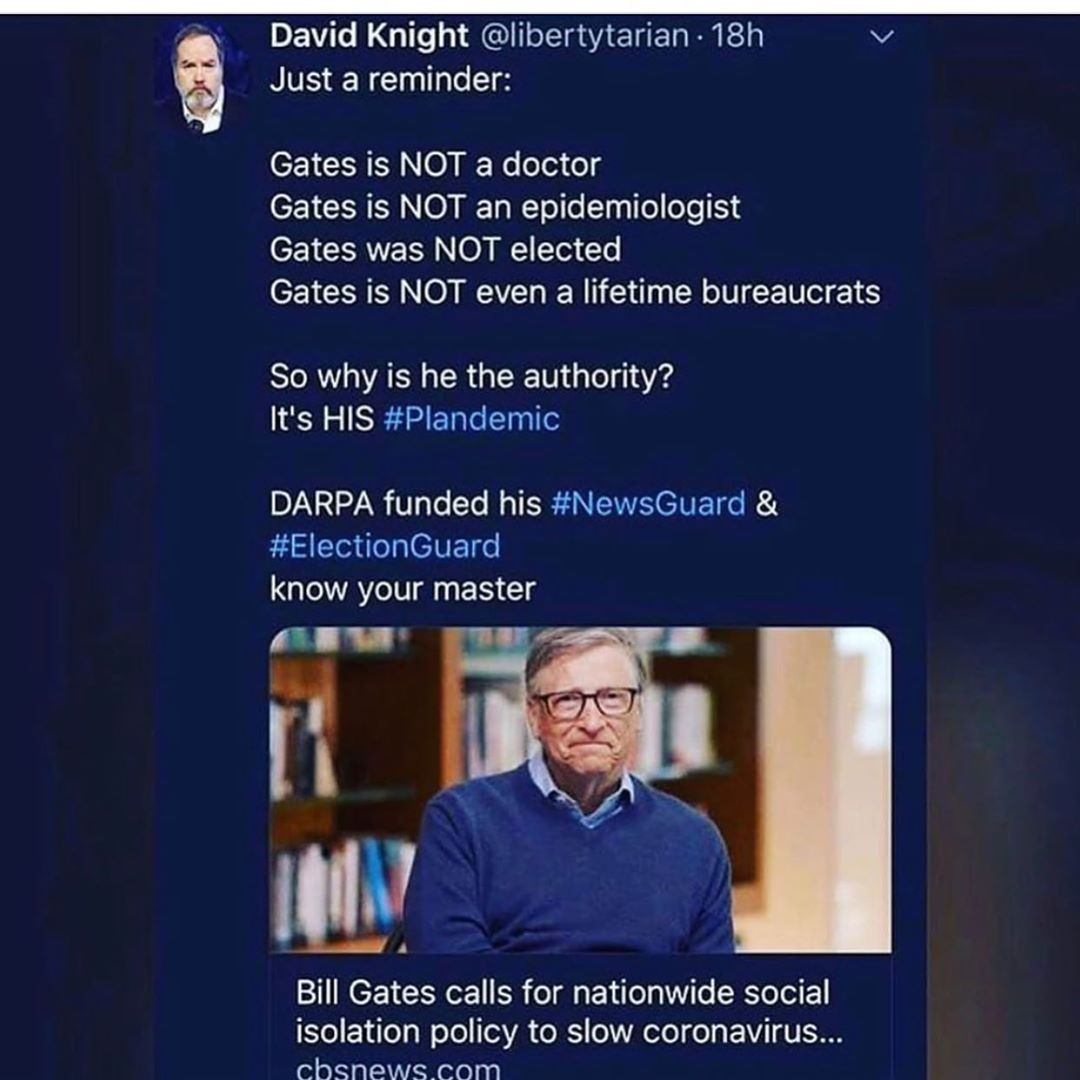 David Knight @libertytarian · 18h
Just a reminder:
Gates is NOT a doctor
Gates is NOT an epidemiologist
Gates was NOT elected
Gates is NOT even a lifetime bureaucrats
So why is he the authority?
It's HIS #Plandemic
DARPA funded his #NewsGuard &
#ElectionGuard
know your master
Bill Gates calls for nationwide social
isolation policy to slow coronavirus...
cbsnews.com